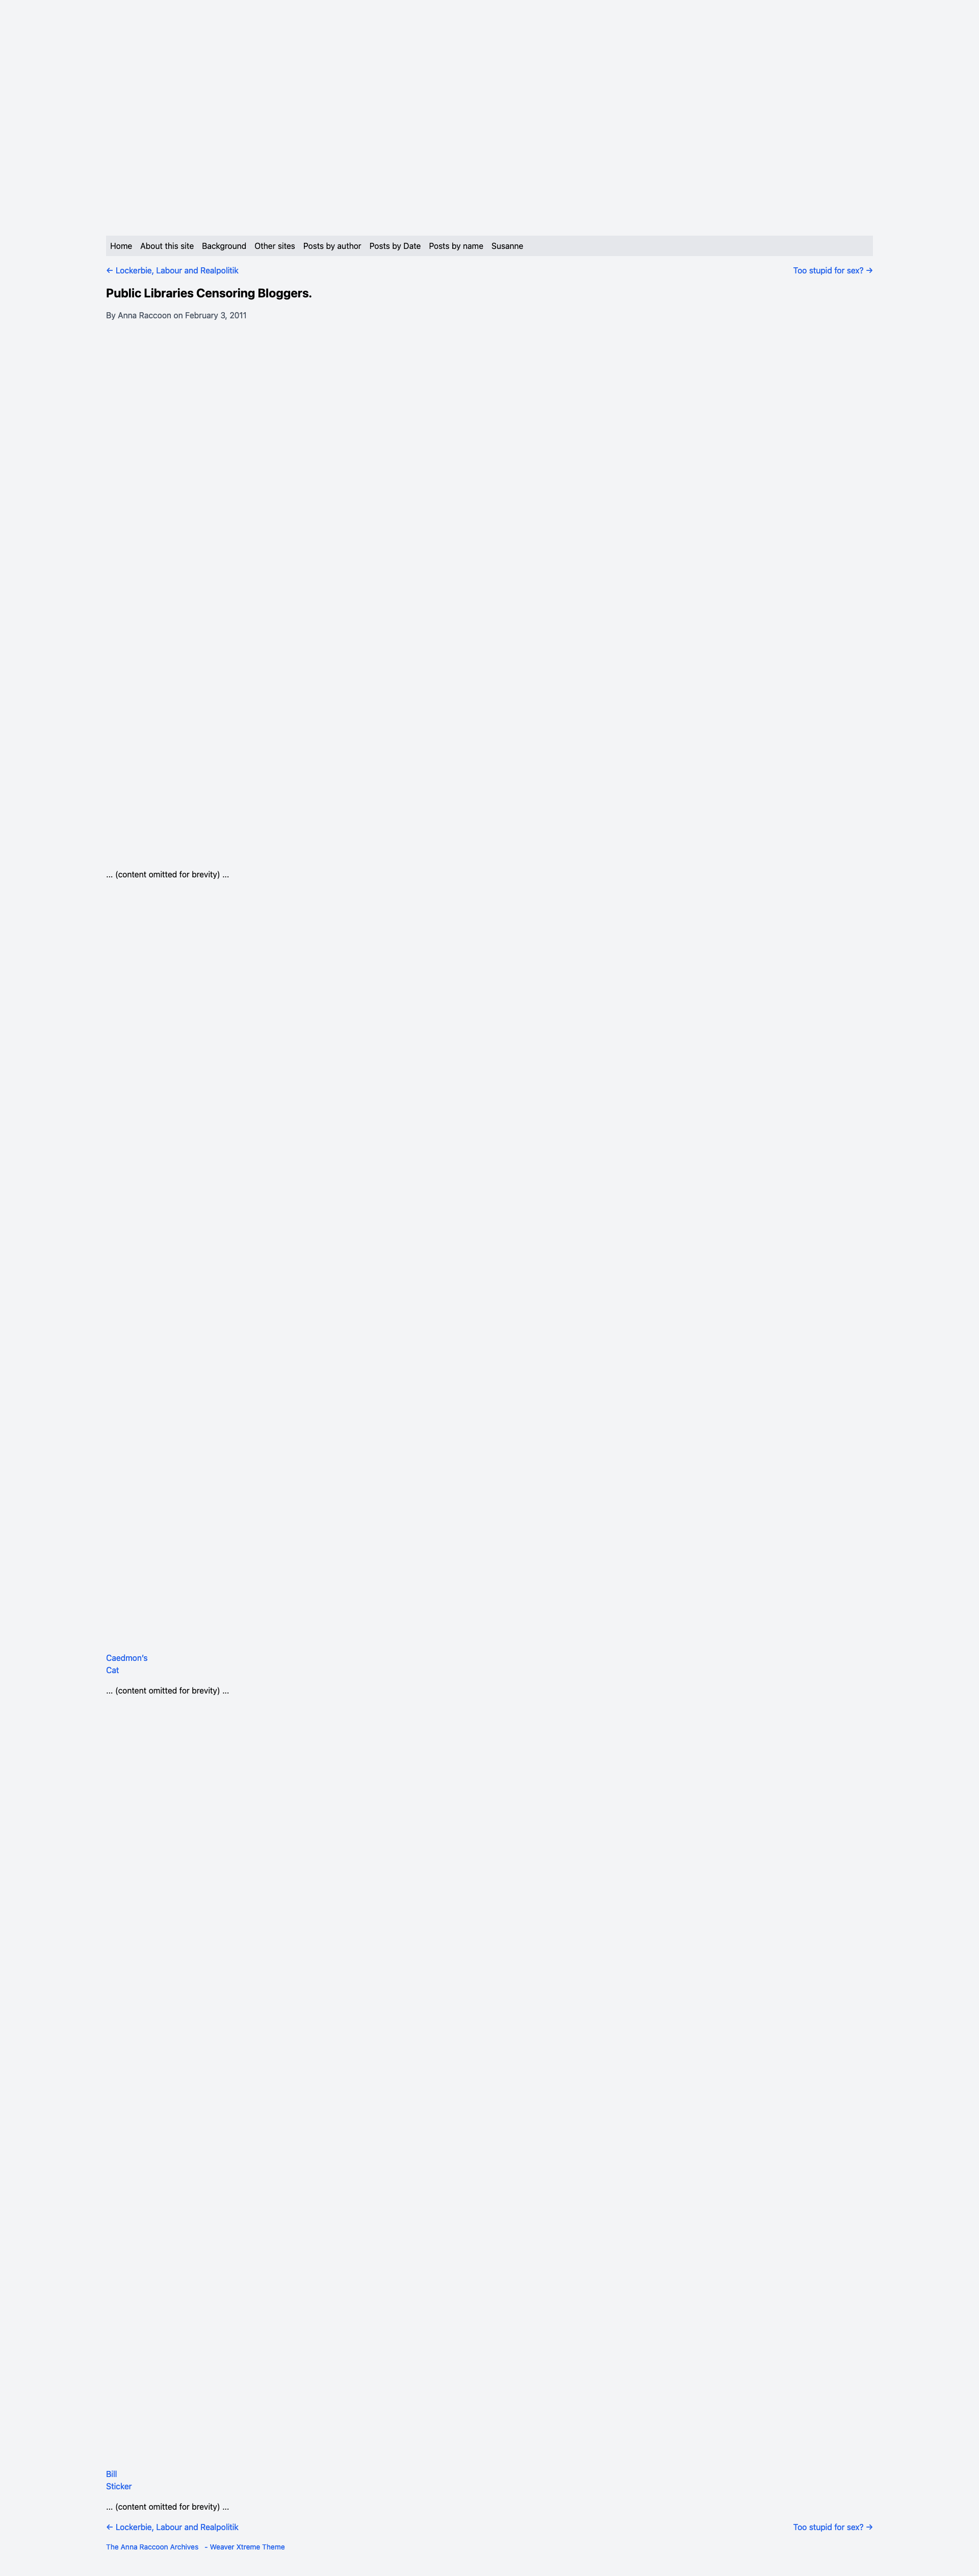 Home About this site Background Other sites Posts by author Posts by Date Posts by name Susanne
← Lockerbie, Labour and Realpolitik Too stupid for sex? →
Public Libraries Censoring Bloggers.
By Anna Raccoon on February 3, 2011
... (content omitted for brevity) ...
Caedmon's
Cat
... (content omitted for brevity) ...
Bill
Sticker
... (content omitted for brevity) ...
← Lockerbie, Labour and Realpolitik Too stupid for sex? →
The Anna Raccoon Archives - Weaver Xtreme Theme